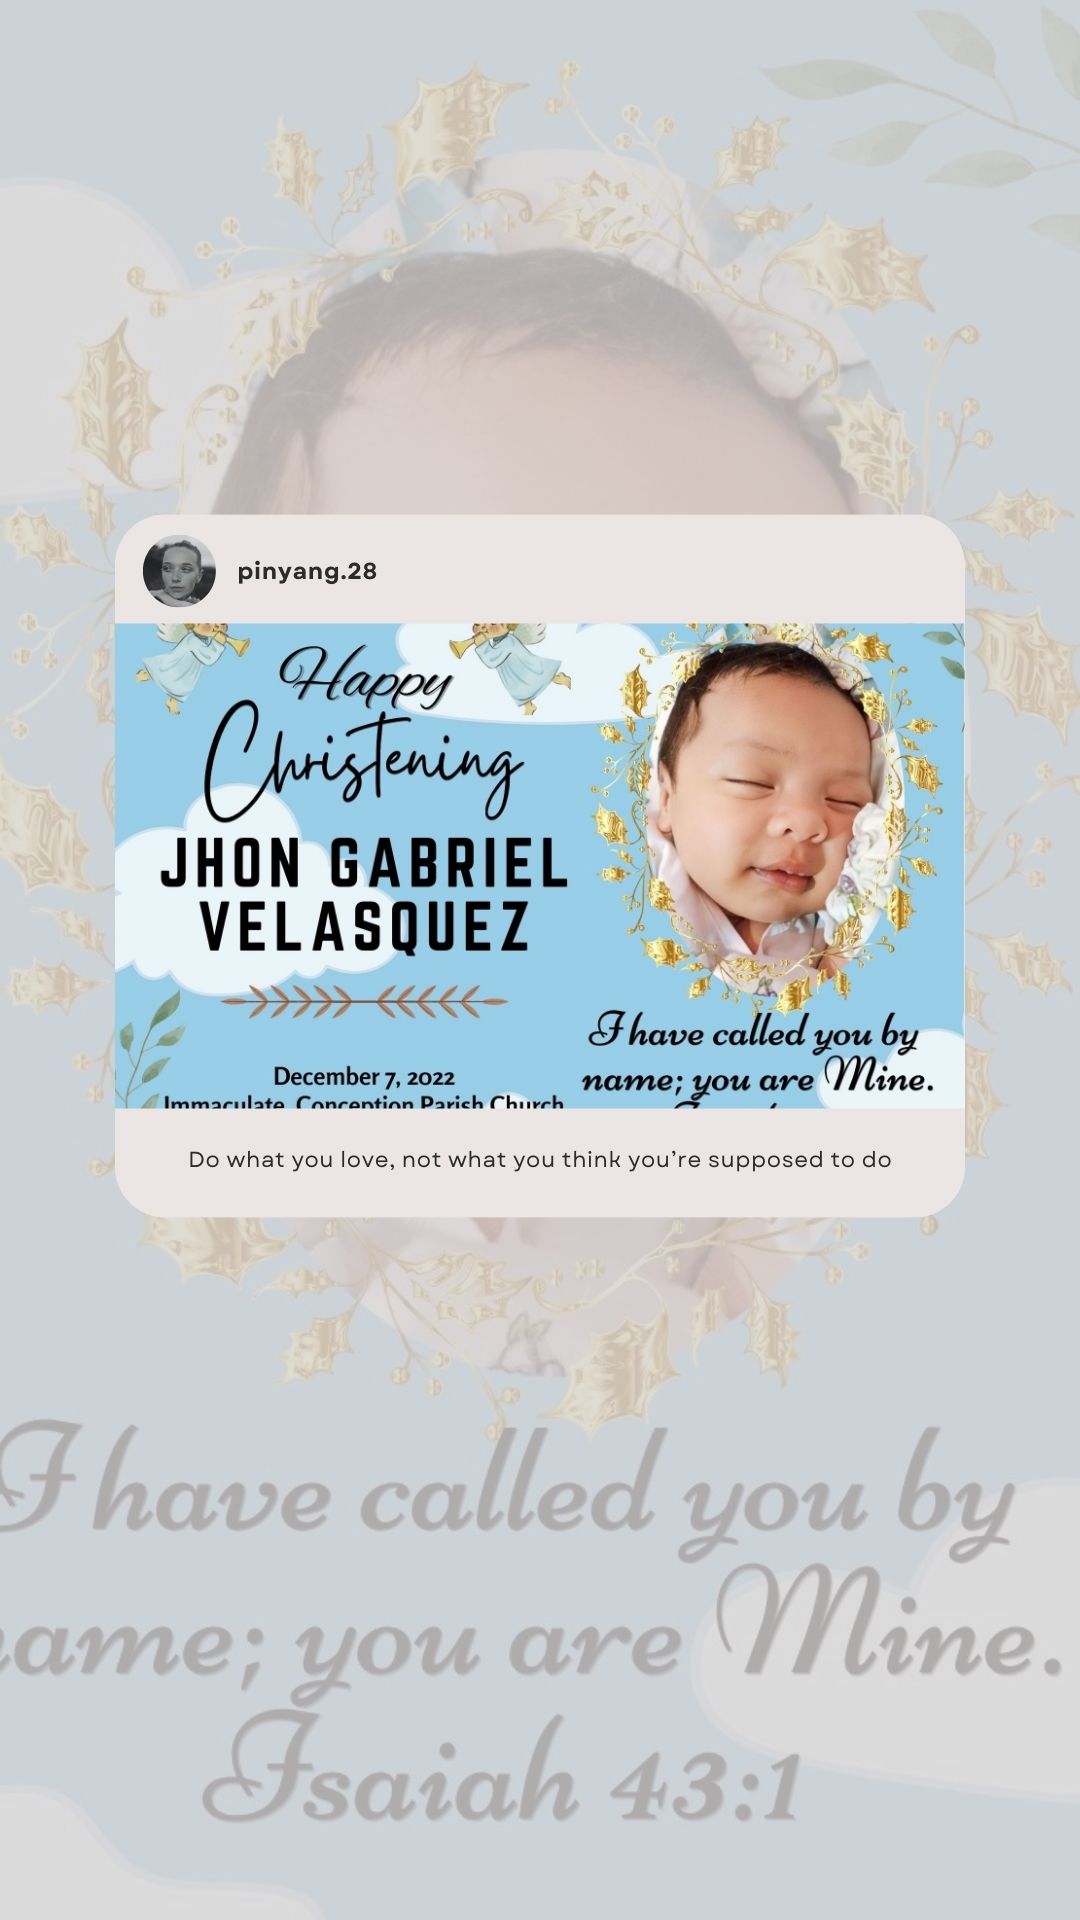 pinyang.28
Happy
Christening
JHON GABRIEL
VELASQUEZ
December 7, 2022
Immaculate Conception Parish Church
I have called you by
name; you are Mine.
Do what you love, not what you think you’re supposed to do
I have called you by
name; you are Mine.
Isaiah 43:1